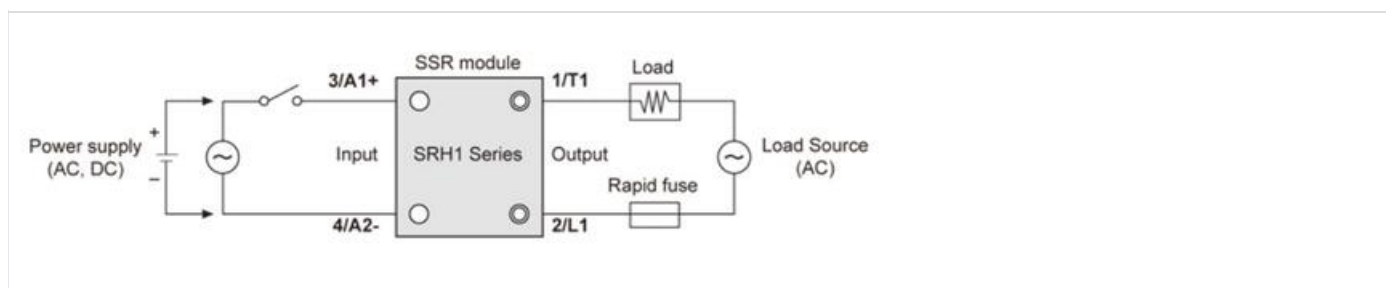 SSR module
3/A1+
1/T1
Load
+
Power supply
(AC, DC)
−
~
Input
SRH1 Series
Output
~
Load Source
(AC)
Rapid fuse
4/A2-
2/L1